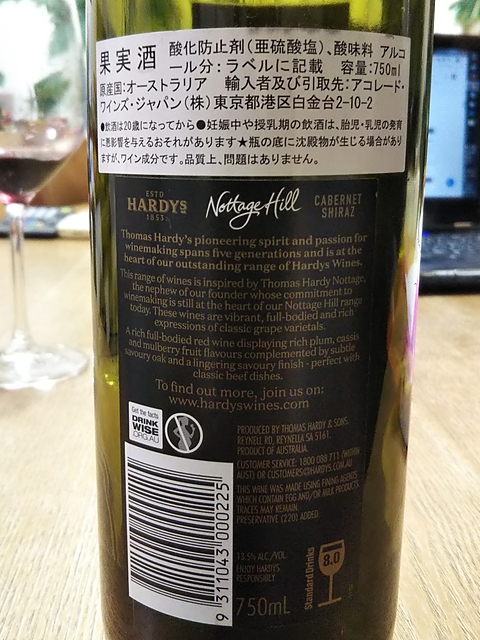 果実酒 酸化防止剤(亜硫酸塩)、酸味料 アルコ
ール分:ラベルに記載 容量:750ml
原産国:オーストラリア 輸入者及び引取先:アコレード・
ワインズ・ジャパン(株)東京都港区白金台2-10-2
●飲酒は20歳になってから●妊娠中や授乳期の飲酒は、胎児・乳児の発育
に悪影響を与えるおそれがあります★瓶の底に沈殿物が生じる場合があり
ますが、ワイン成分です。品質上、問題はありません。
ESTD
HARDYS
1853
Nottage Hill
CABERNET
SHIRAZ
Thomas Hardy's pioneering spirit and passion for
winemaking spans five generations and is at the
heart of our outstanding range of Hardys Wines.
This range of wines is inspired by Thomas Hardy Nottage,
the nephew of our founder whose commitment to
winemaking is still at the heart of our Nottage Hill range
today. These wines are vibrant, full-bodied and rich
expressions of classic grape varietals.
A rich full-bodied red wine displaying rich plum, cassis
and mulberry fruit flavours complemented by subtle
savoury oak and a lingering savoury finish - perfect with
classic beef dishes.
To find out more, join us on:
www.hardyswines.com
Get the facts
DRINK
WISE
.ORG.AU
PRODUCED BY THOMAS HARDY & SONS,
REYNELL RD, REYNELLA SA 5161.
PRODUCT OF AUSTRALIA.
CUSTOMER SERVICE: 1800 088 711 (WITHIN
AUST) OR CUSTOMERS@HARDYS.COM.AU
THIS WINE WAS MADE USING FINING AGENTS
WHICH CONTAIN EGG AND/OR MILK PRODUCTS.
TRACES MAY REMAIN.
PRESERVATIVE (220) ADDED.
13.5% ALC/VOL.
ENJOY HARDYS
RESPONSIBLY
750mL
Standard Drinks
8.0
9 311043 000225